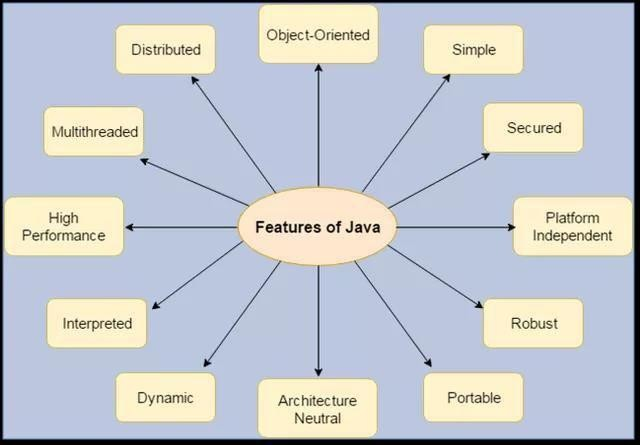 Object-Oriented
Distributed
Simple
Multithreaded
Secured
High
Performance
Features of Java
Platform
Independent
Interpreted
Robust
Dynamic
Architecture
Neutral
Portable